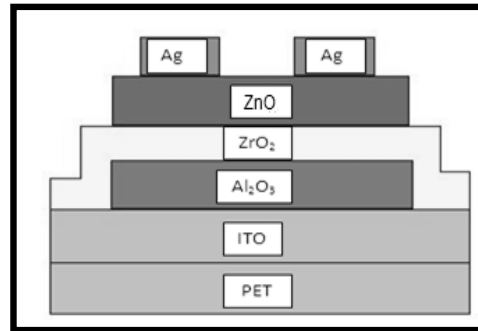 Ag Ag
ZnO
ZrO₂
Al₂O₃
ITO
PET